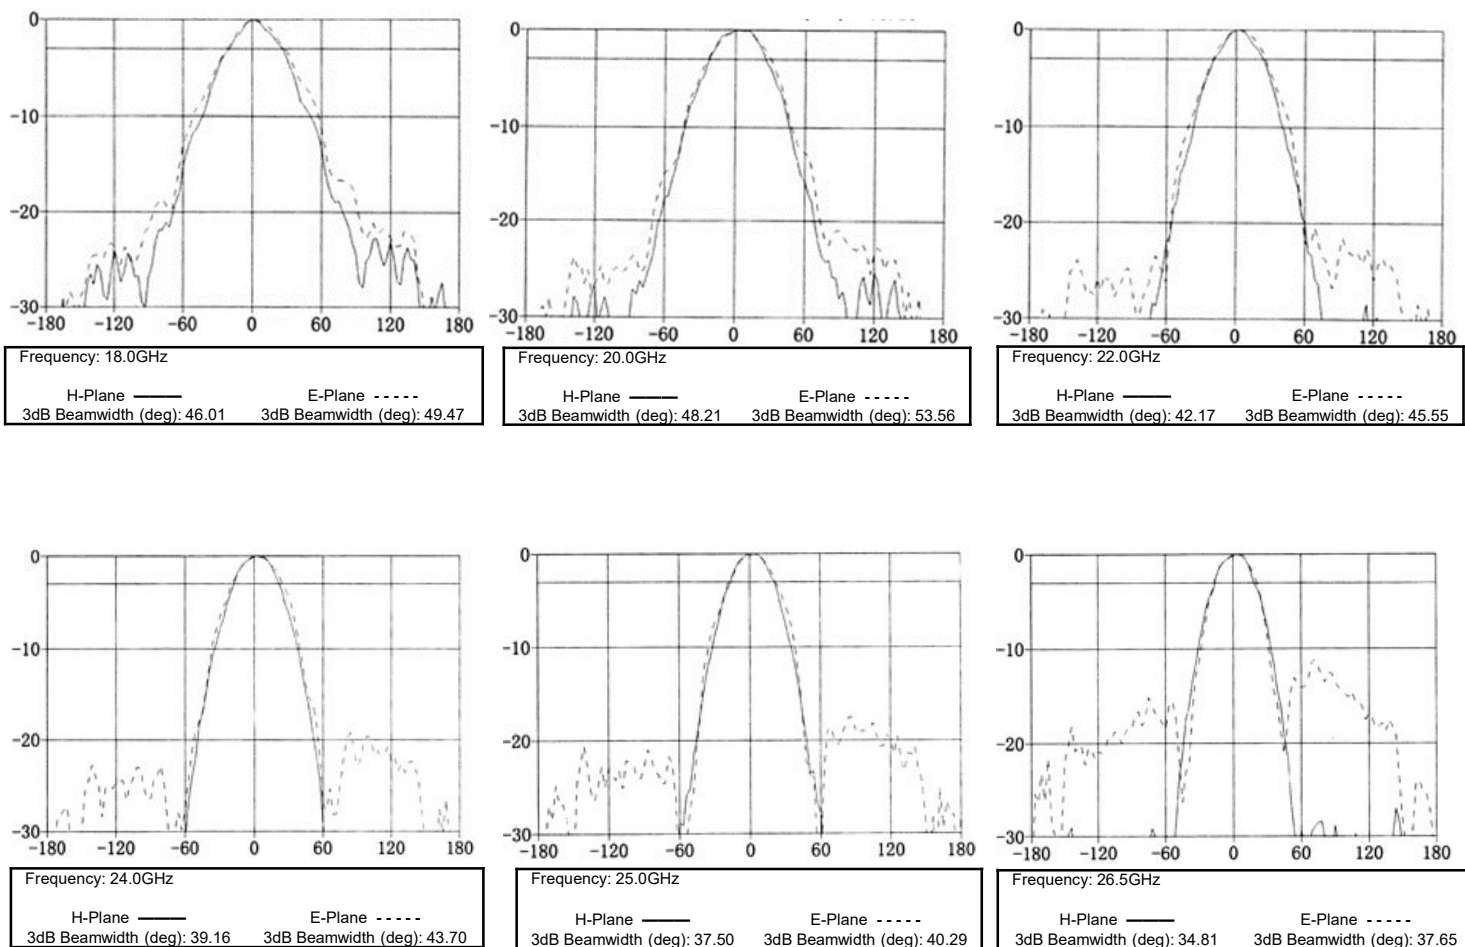 0
-10
-20
-30
-180 -120 -60 0 60 120 180
Frequency: 18.0GHz
H-Plane E-Plane
3dB Beamwidth (deg): 46.01 3dB Beamwidth (deg): 49.47
0
-10
-20
-30
-180 -120 -60 0 60 120 180
Frequency: 20.0GHz
H-Plane E-Plane
3dB Beamwidth (deg): 48.21 3dB Beamwidth (deg): 53.56
0
-10
-20
-30
-180 -120 -60 0 60 120 180
Frequency: 22.0GHz
H-Plane E-Plane
3dB Beamwidth (deg): 42.17 3dB Beamwidth (deg): 45.55
0
-10
-20
-30
-180 -120 -60 0 60 120 180
Frequency: 24.0GHz
H-Plane E-Plane
3dB Beamwidth (deg): 39.16 3dB Beamwidth (deg): 43.70
0
-10
-20
-30
-180 -120 -60 0 60 120 180
Frequency: 25.0GHz
H-Plane E-Plane
3dB Beamwidth (deg): 37.50 3dB Beamwidth (deg): 40.29
0
-10
-20
-30
-180 -120 -60 0 60 120 180
Frequency: 26.5GHz
H-Plane E-Plane
3dB Beamwidth (deg): 34.81 3dB Beamwidth (deg): 37.65